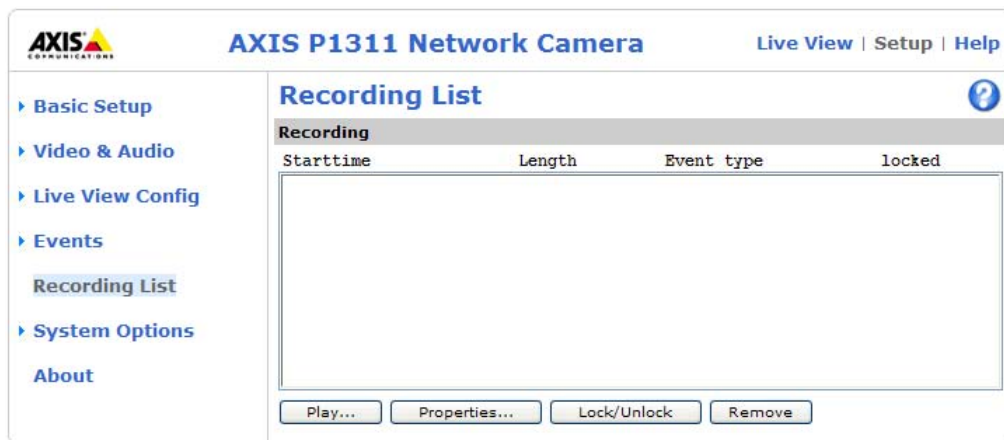 AXIS
COMMUNICATIONS
AXIS P1311 Network Camera
Live View | Setup | Help
Basic Setup
Video & Audio
Live View Config
Events
Recording List
System Options
About
Recording List
?
Recording
Starttime Length Event type locked
Play... Properties... Lock/Unlock Remove